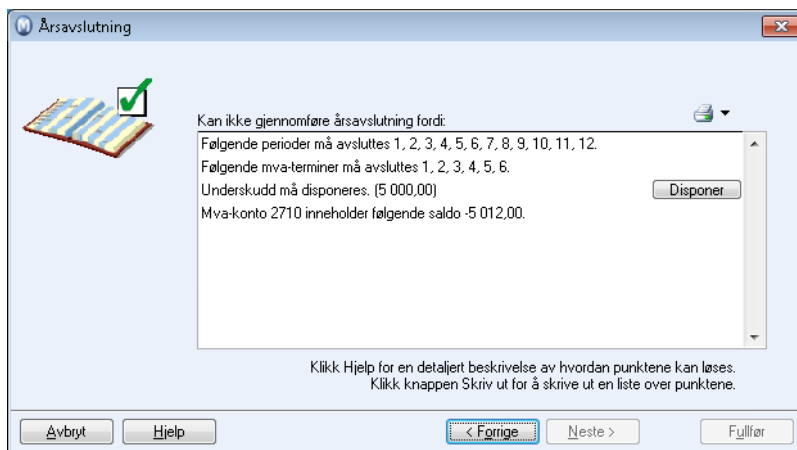 Årsavslutning
Kan ikke gjennomføre årsavslutning fordi:
Følgende perioder må avsluttes 1, 2, 3, 4, 5, 6, 7, 8, 9, 10, 11, 12.
Følgende mva-terminer må avsluttes 1, 2, 3, 4, 5, 6.
Underskudd må disponeres. (5 000,00) Disponer
Mva-konto 2710 inneholder følgende saldo -5 012,00.
Klikk Hjelp for en detaljert beskrivelse av hvordan punktene kan løses.
Klikk knappen Skriv ut for å skrive ut en liste over punktene.
Avbryt Hjelp < Forrige Neste > Fullfør